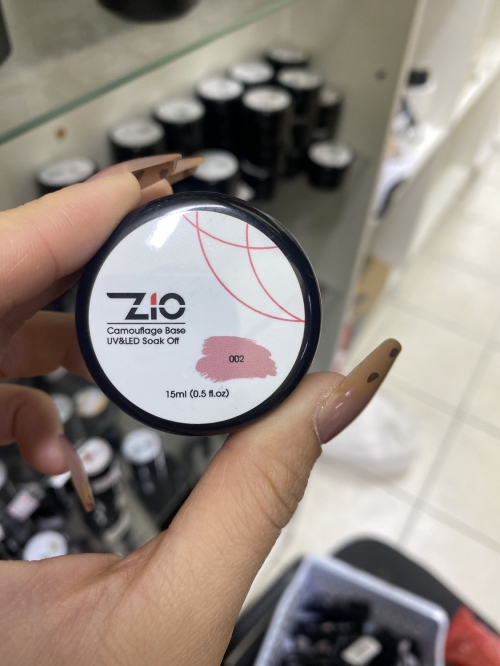 ZIO
Camouflage Base
UV&LED Soak Off
002
15ml (0.5 fl.oz)